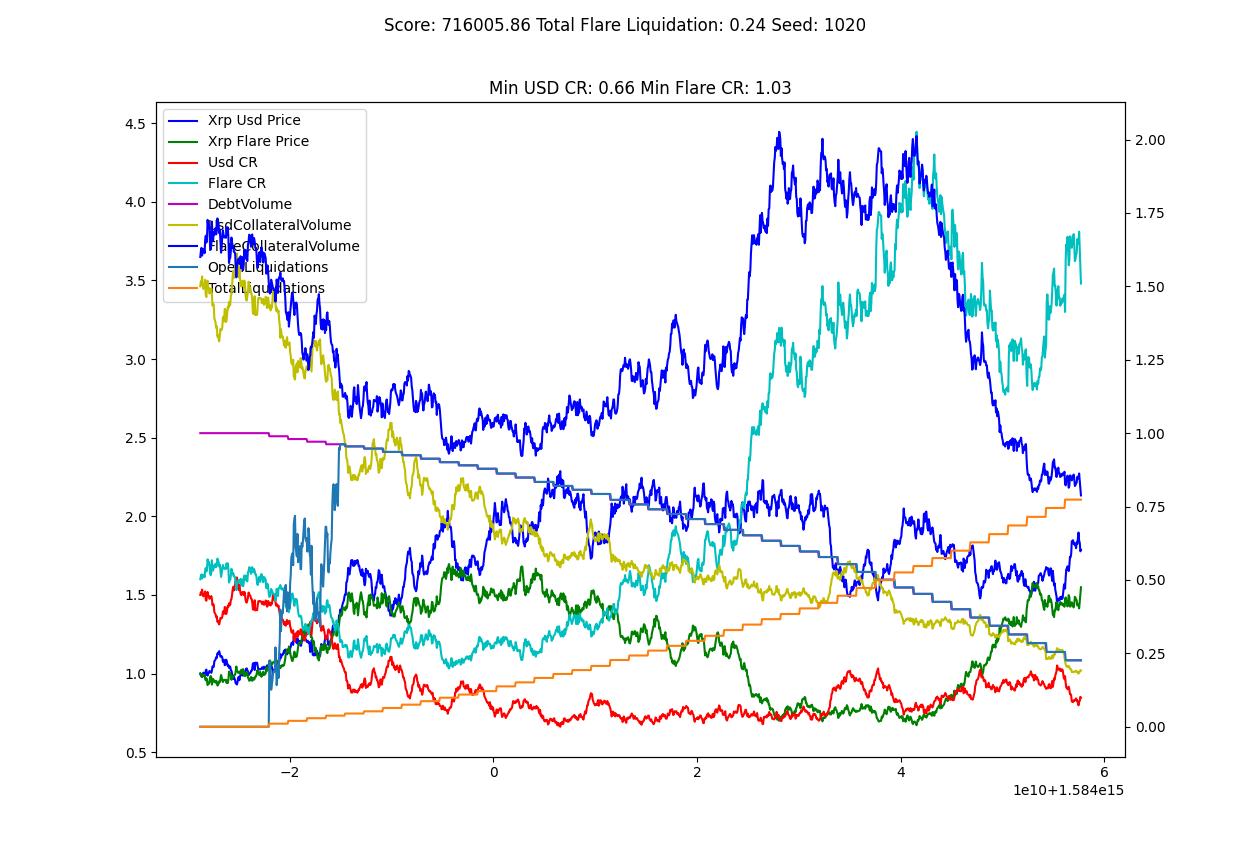 Score: 716005.86 Total Flare Liquidation: 0.24 Seed: 1020
Min USD CR: 0.66 Min Flare CR: 1.03
Xrp Usd Price
Xrp Flare Price
Usd CR
Flare CR
DebtVolume
UsdCollateralVolume
FlareCollateralVolume
OpenLiquidations
TotalLiquidations
4.5
4.0
3.5
3.0
2.5
2.0
1.5
1.0
0.5
2.00
1.75
1.50
1.25
1.00
0.75
0.50
0.25
0.00
−2 0 2 4 6
1e10+1.584e15